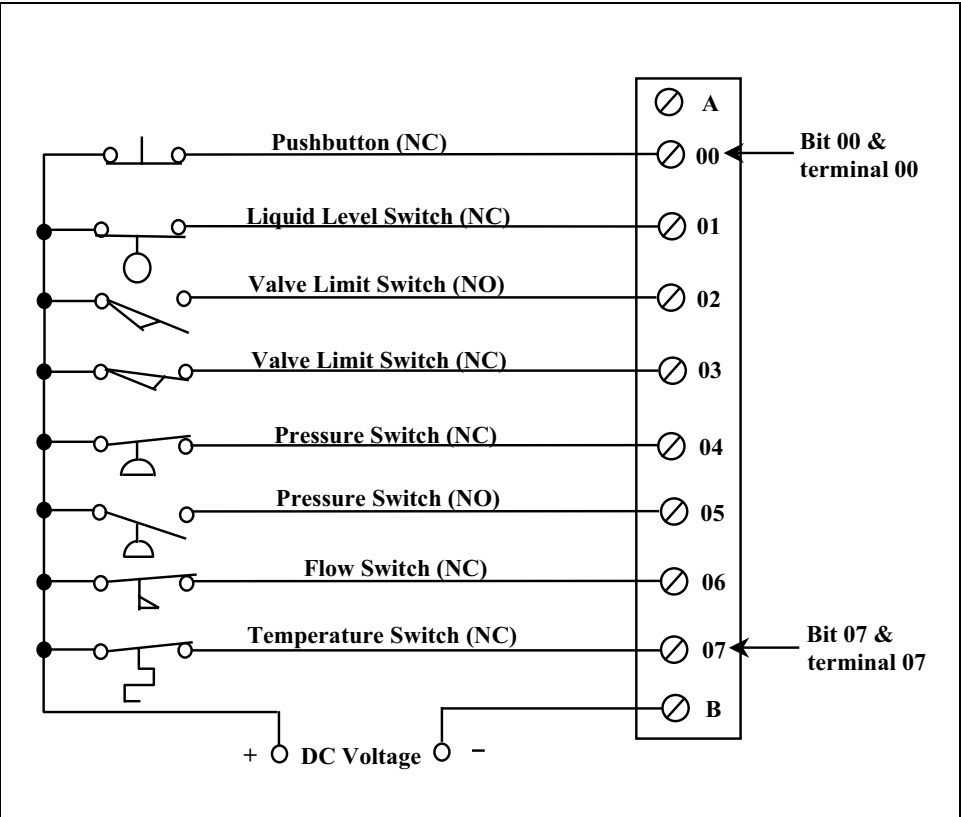 A
Pushbutton (NC)
00
Bit 00 &
terminal 00
Liquid Level Switch (NC)
01
Valve Limit Switch (NO)
02
Valve Limit Switch (NC)
03
Pressure Switch (NC)
04
Pressure Switch (NO)
05
Flow Switch (NC)
06
Temperature Switch (NC)
07
Bit 07 &
terminal 07
B
+ DC Voltage −